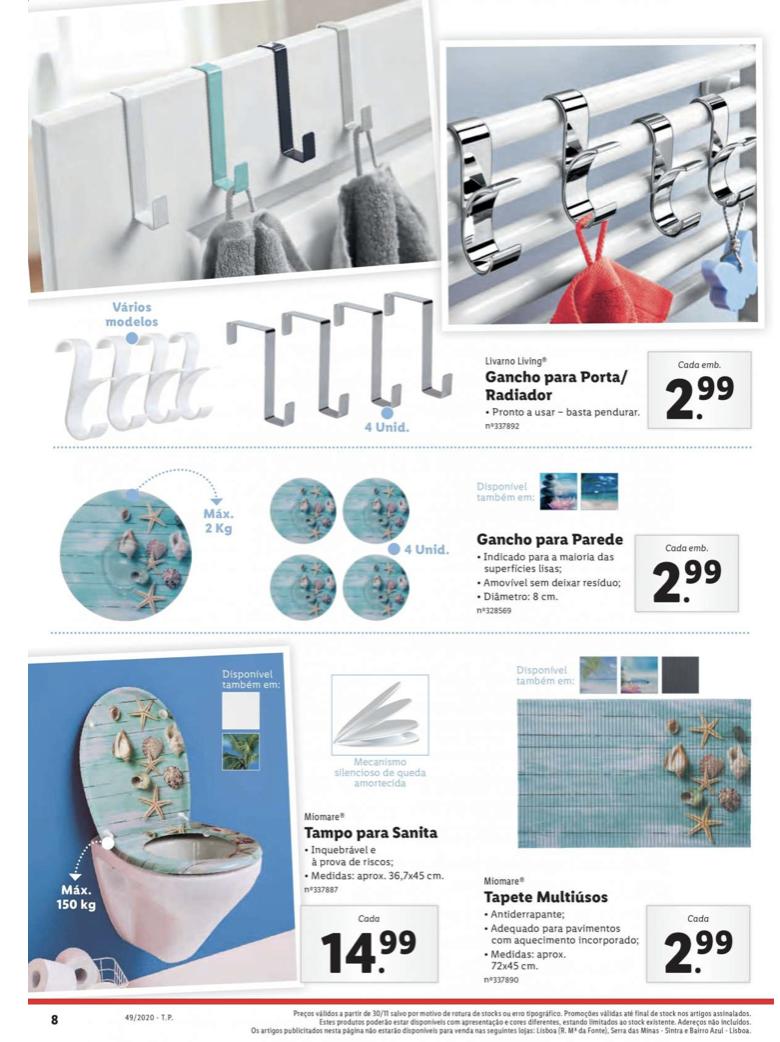 Vários
modelos
4 Unid.
Livarno Living®
Gancho para Porta/
Radiador
• Pronto a usar – basta pendurar.
nº337892
Cada emb.
2.99
Máx.
2 Kg
4 Unid.
Disponível
também em:
Gancho para Parede
• Indicado para a maioria das
superfícies lisas;
• Amovível sem deixar resíduo;
• Diâmetro: 8 cm.
nº328569
Cada emb.
2.99
Disponível
também em:
Máx.
150 kg
Mecanismo
silencioso de queda
amortecida
Miomare®
Tampo para Sanita
• Inquebrável e
à prova de riscos;
• Medidas: aprox. 36,7x45 cm.
nº337887
Cada
14.99
Disponível
também em:
Miomare®
Tapete Multiúsos
• Antiderrapante;
• Adequado para pavimentos
com aquecimento incorporado;
• Medidas: aprox.
72x45 cm.
nº337890
Cada
2.99
8
49/2020 - T.P.
Preços válidos a partir de 30/11 salvo por motivo de rotura de stocks ou erro tipográfico. Promoções válidas até final de stock nos artigos assinalados.
Estes produtos poderão estar disponíveis com apresentação e cores diferentes, estando limitados ao stock existente. Adereços não incluídos.
Os artigos publicitados nesta página não estarão disponíveis para venda nas seguintes lojas: Lisboa (R. Mª da Fonte), Serra das Minas - Sintra e Bairro Azul - Lisboa.